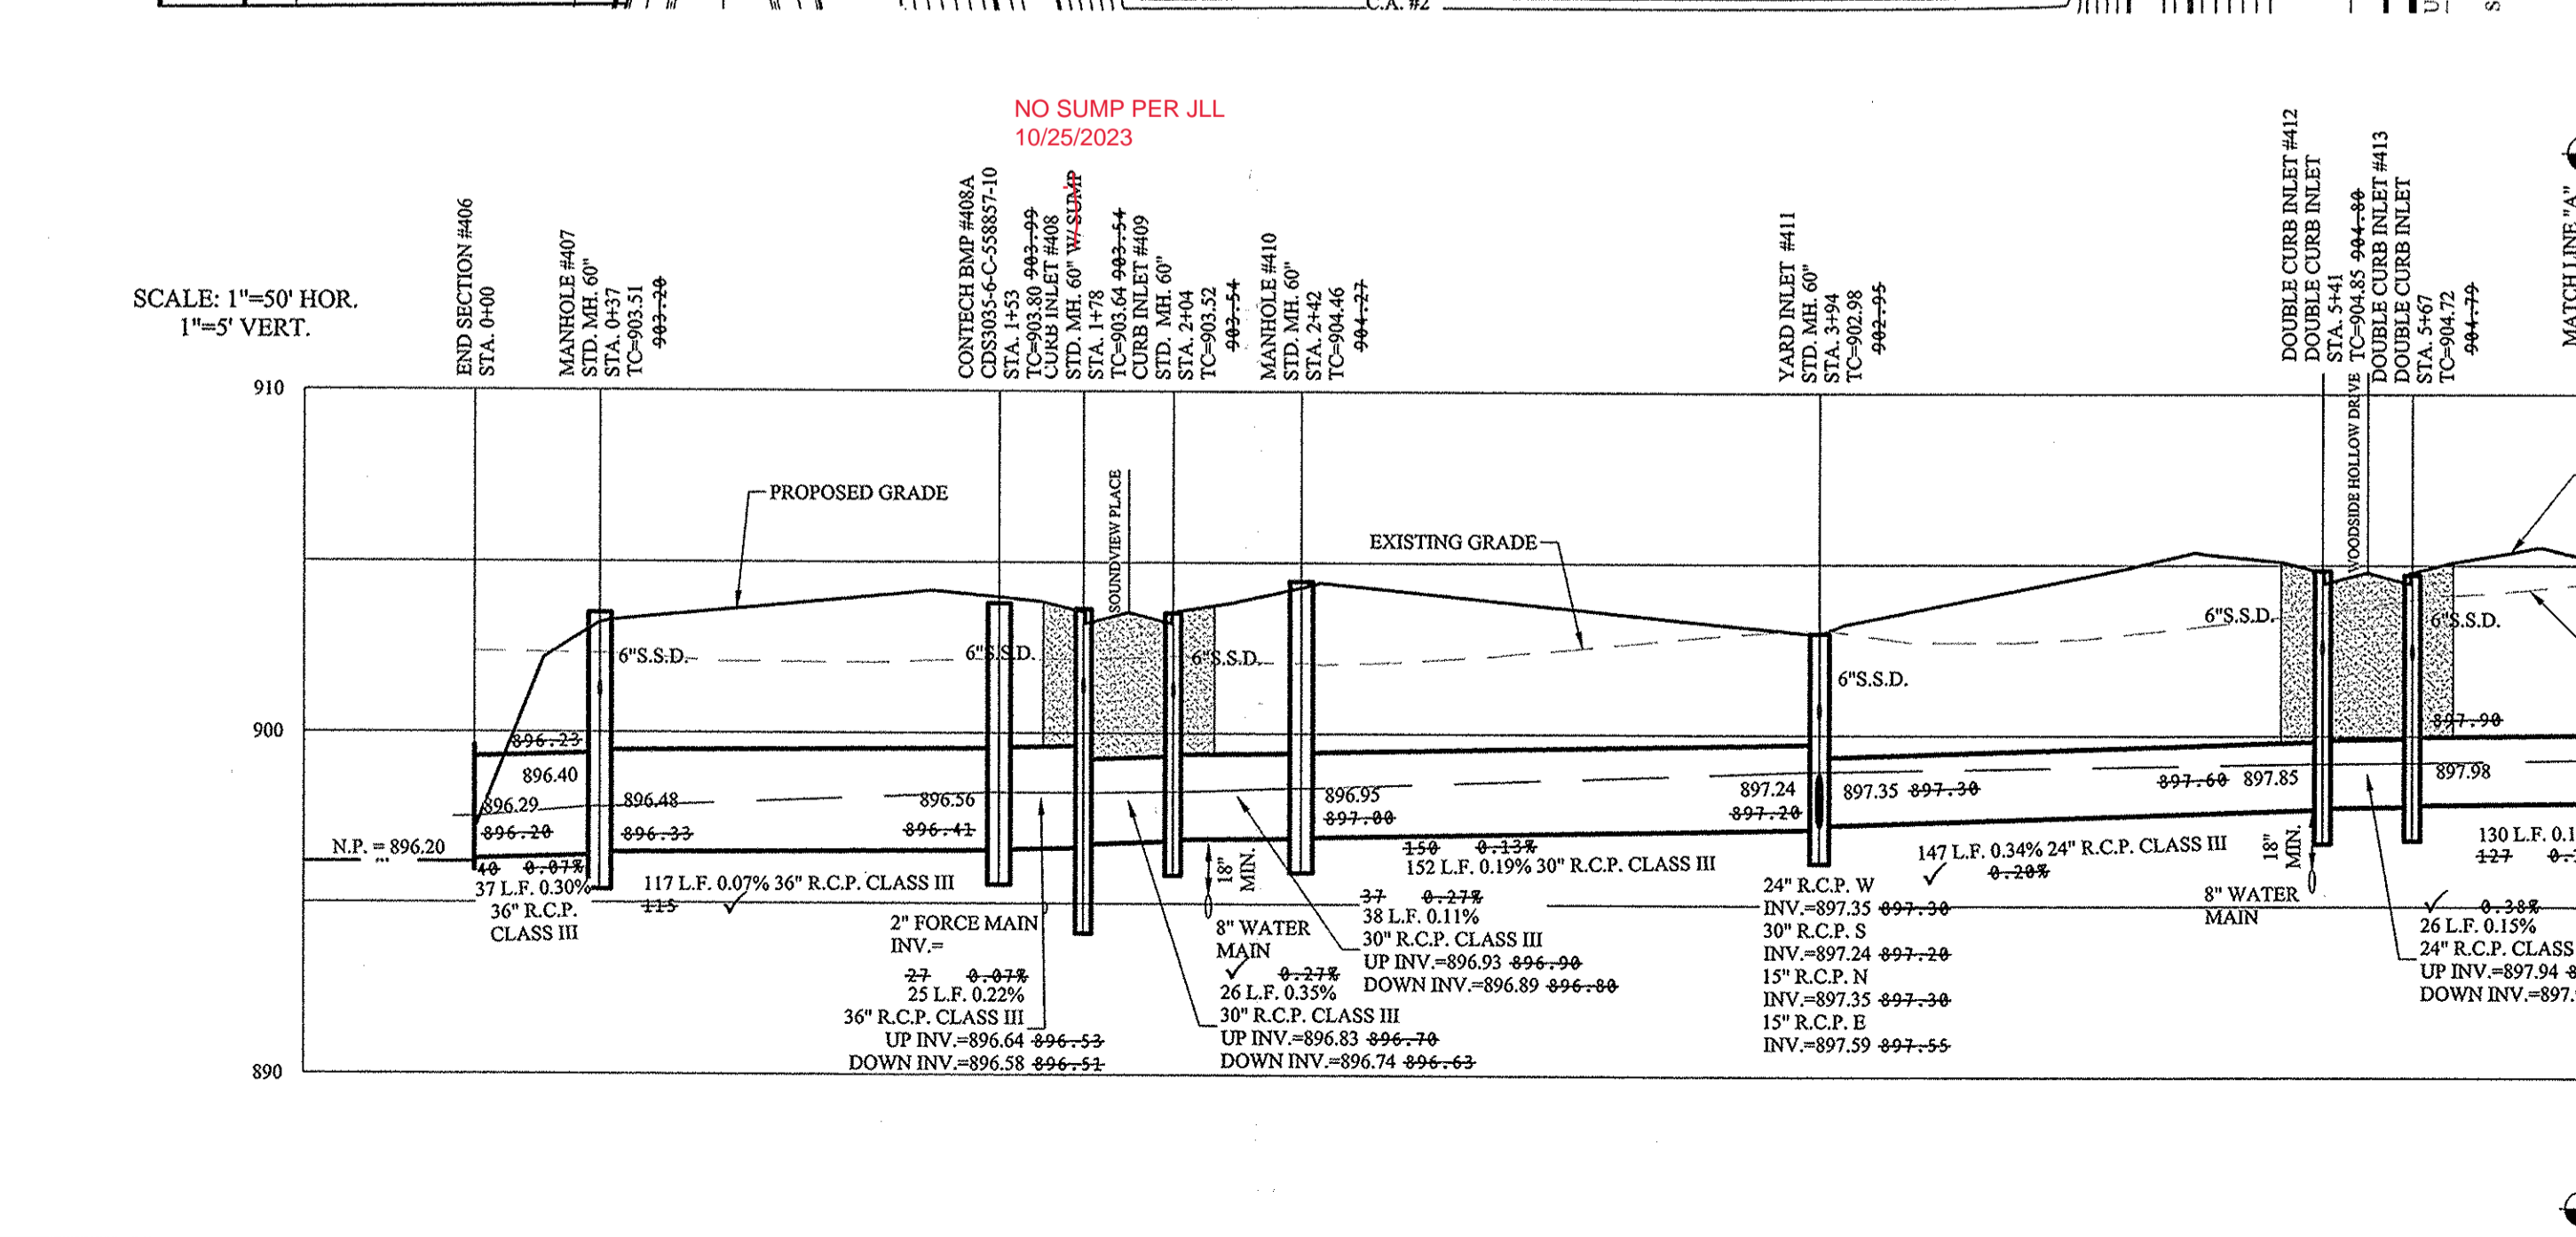 C.A. #2
NO SUMP PER JLL
10/25/2023
SCALE: 1"=50' HOR.
1"=5' VERT.
END SECTION #406
STA. 0+00
MANHOLE #407
STD. MH. 60"
STA. 0+37
TC=903.51
903.20
CONTECH BMP #408A
CDS3035-6-C-558857-10
STA. 1+53
TC=903.80 903.99
CURB INLET #408
STD. MH. 60" W/ SUMP
STA. 1+78
TC=903.64 903.54
CURB INLET #409
STD. MH. 60"
STA. 2+04
TC=903.52
903.54
MANHOLE #410
STD. MH. 60"
STA. 2+42
TC=904.46
904.27
YARD INLET #411
STD. MH. 60"
STA. 3+94
TC=902.98
902.95
DOUBLE CURB INLET #412
DOUBLE CURB INLET
STA. 5+41
TC=904.85 904.80
DOUBLE CURB INLET #413
DOUBLE CURB INLET
STA. 5+67
TC=904.72
904.79
MATCH LINE "A"
910
900
890
PROPOSED GRADE
SOUNDVIEW PLACE
EXISTING GRADE
WOODSIDE HOLLOW DRIVE
6"S.S.D.
6"S.S.D.
6"S.S.D.
6"S.S.D.
6"S.S.D.
6"S.S.D.
896.23
896.40
896.29
896.20
N.P. = 896.20
896.48
896.33
896.56
896.41
896.95
897.00
897.24
897.20
897.35 897.30
897.60 897.85
897.90
897.98
40 0.07%
37 L.F. 0.30%
36" R.C.P.
CLASS III
117 L.F. 0.07% 36" R.C.P. CLASS III
115
2" FORCE MAIN
INV.=
27 0.07%
25 L.F. 0.22%
36" R.C.P. CLASS III
UP INV.=896.64 896.53
DOWN INV.=896.58 896.51
18"
MIN.
8" WATER
MAIN
0.27%
26 L.F. 0.35%
30" R.C.P. CLASS III
UP INV.=896.83 896.70
DOWN INV.=896.74 896.63
37 0.27%
38 L.F. 0.11%
30" R.C.P. CLASS III
UP INV.=896.93 896.90
DOWN INV.=896.89 896.80
150 0.13%
152 L.F. 0.19% 30" R.C.P. CLASS III
24" R.C.P. W
INV.=897.35 897.30
30" R.C.P. S
INV.=897.24 897.20
15" R.C.P. N
INV.=897.35 897.30
15" R.C.P. E
INV.=897.59 897.55
147 L.F. 0.34% 24" R.C.P. CLASS III
0.20%
18"
MIN.
8" WATER
MAIN
130 L.F.
127
0.38%
26 L.F. 0.15%
24" R.C.P. CLASS
UP INV.=897.94
DOWN INV.=897.